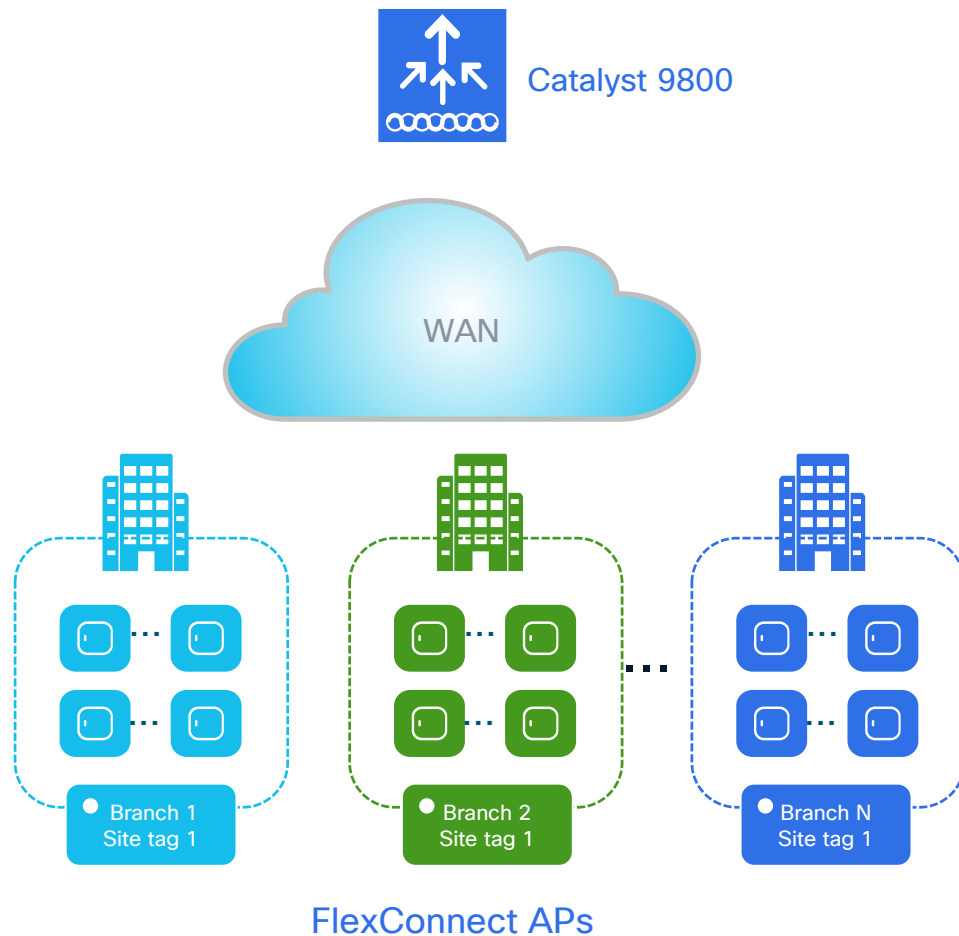 Catalyst 9800
WAN
Branch 1
Site tag 1
Branch 2
Site tag 1
Branch N
Site tag 1
FlexConnect APs